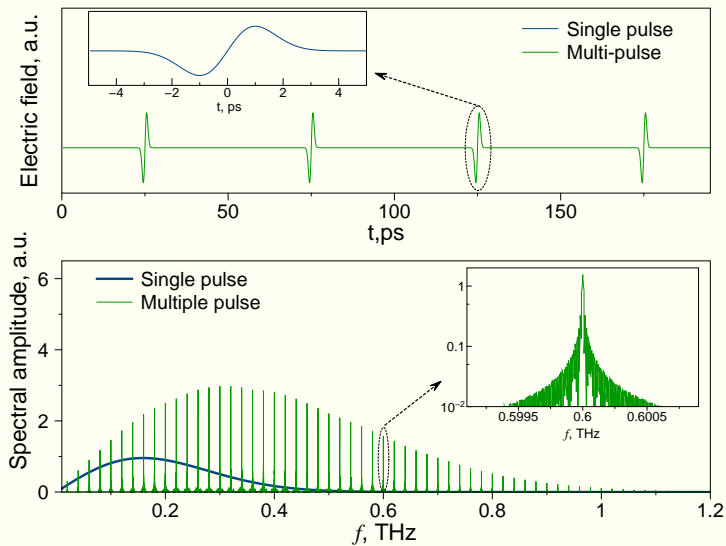 Electric field, a.u.
Single pulse
Multi-pulse
−4 −2 0 2 4
t, ps
0 50 100 150
t,ps
Spectral amplitude, a.u.
6
4
2
0
Single pulse
Multiple pulse
1
0.1
10⁻²
0.5995 0.6 0.6005
f, THz
0.2 0.4 0.6 0.8 1 1.2
f, THz